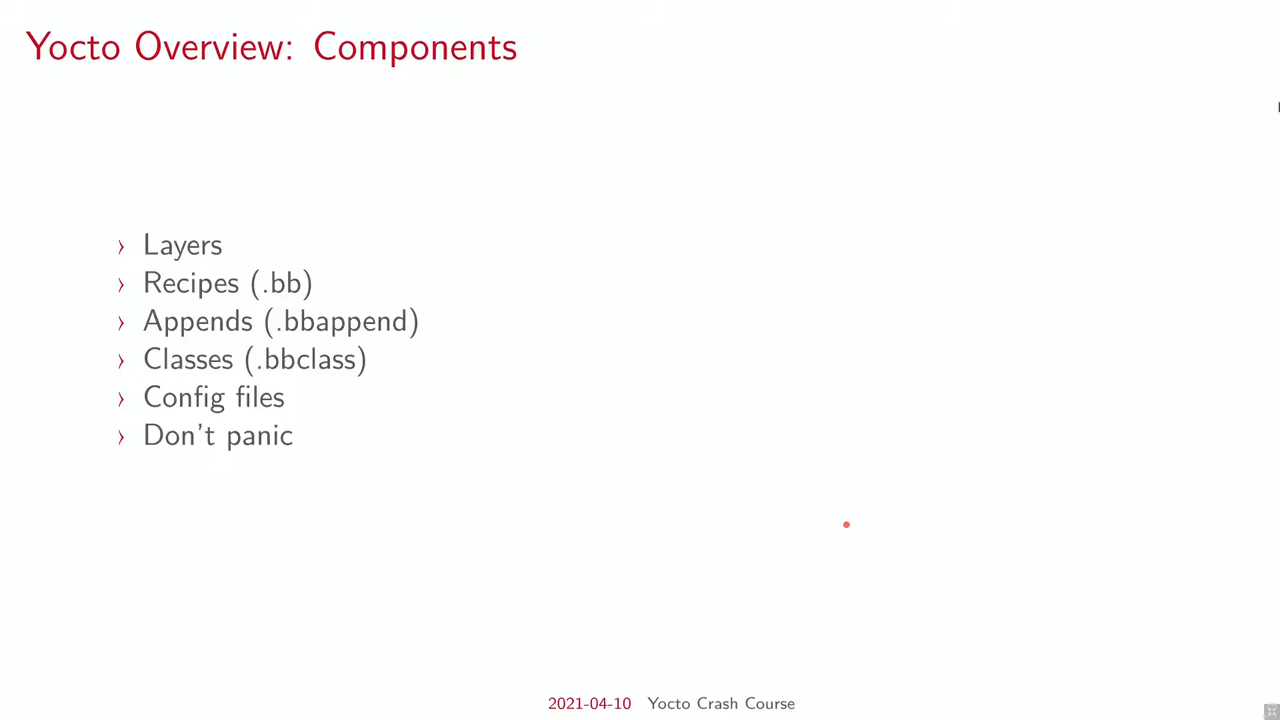 Yocto Overview: Components
› Layers
› Recipes (.bb)
› Appends (.bbappend)
› Classes (.bbclass)
› Config files
› Don't panic
2021-04-10 Yocto Crash Course